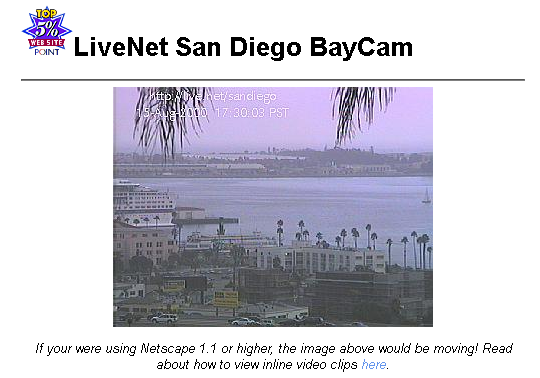 TOP
5%
WEB SITE
POINT
LiveNet San Diego BayCam
http://live.net/sandiego
15-Aug-2000 17:30:03 PST
If your were using Netscape 1.1 or higher, the image above would be moving! Read
about how to view inline video clips here.